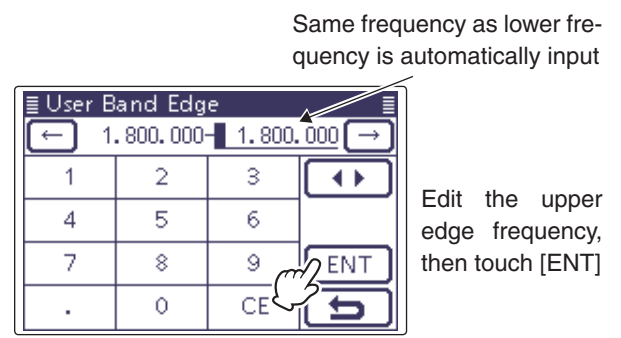 Same frequency as lower fre-
quency is automatically input
User Band Edge
← 1.800.000- 1.800.000 →
1 2 3 ◀ ▶
4 5 6
7 8 9 ENT
. 0 CE
Edit the upper
edge frequency,
then touch [ENT]